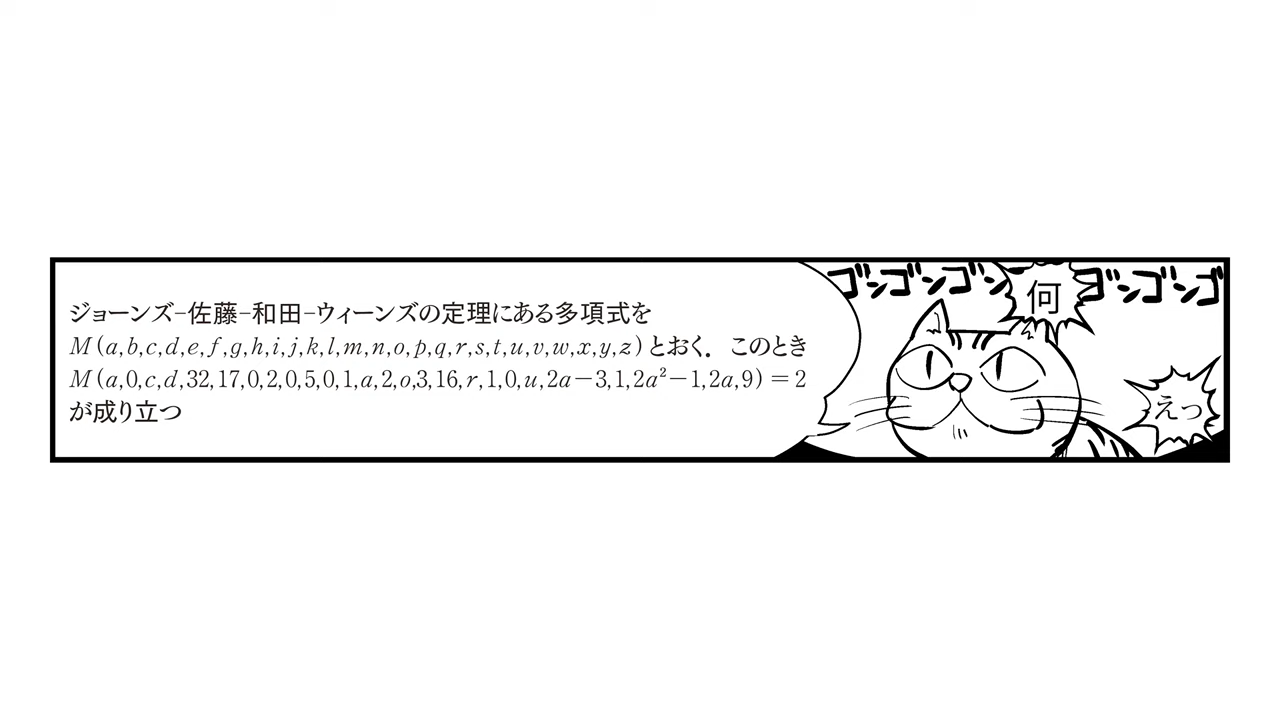 ジョーンズ-佐藤-和田-ウィーンズの定理にある多項式を
M(a,b,c,d,e,f,g,h,i,j,k,l,m,n,o,p,q,r,s,t,u,v,w,x,y,z)とおく．このとき
M(a,0,c,d,32,17,0,2,0,5,0,1,a,2,o,3,16,r,1,0,u,2a−3,1,2a²−1,2a,9)＝2
が成り立つ
ゴンゴンゴン
何
ゴンゴンゴ
えっ